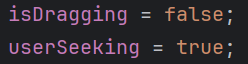 isDragging = false;
userSeeking = true;